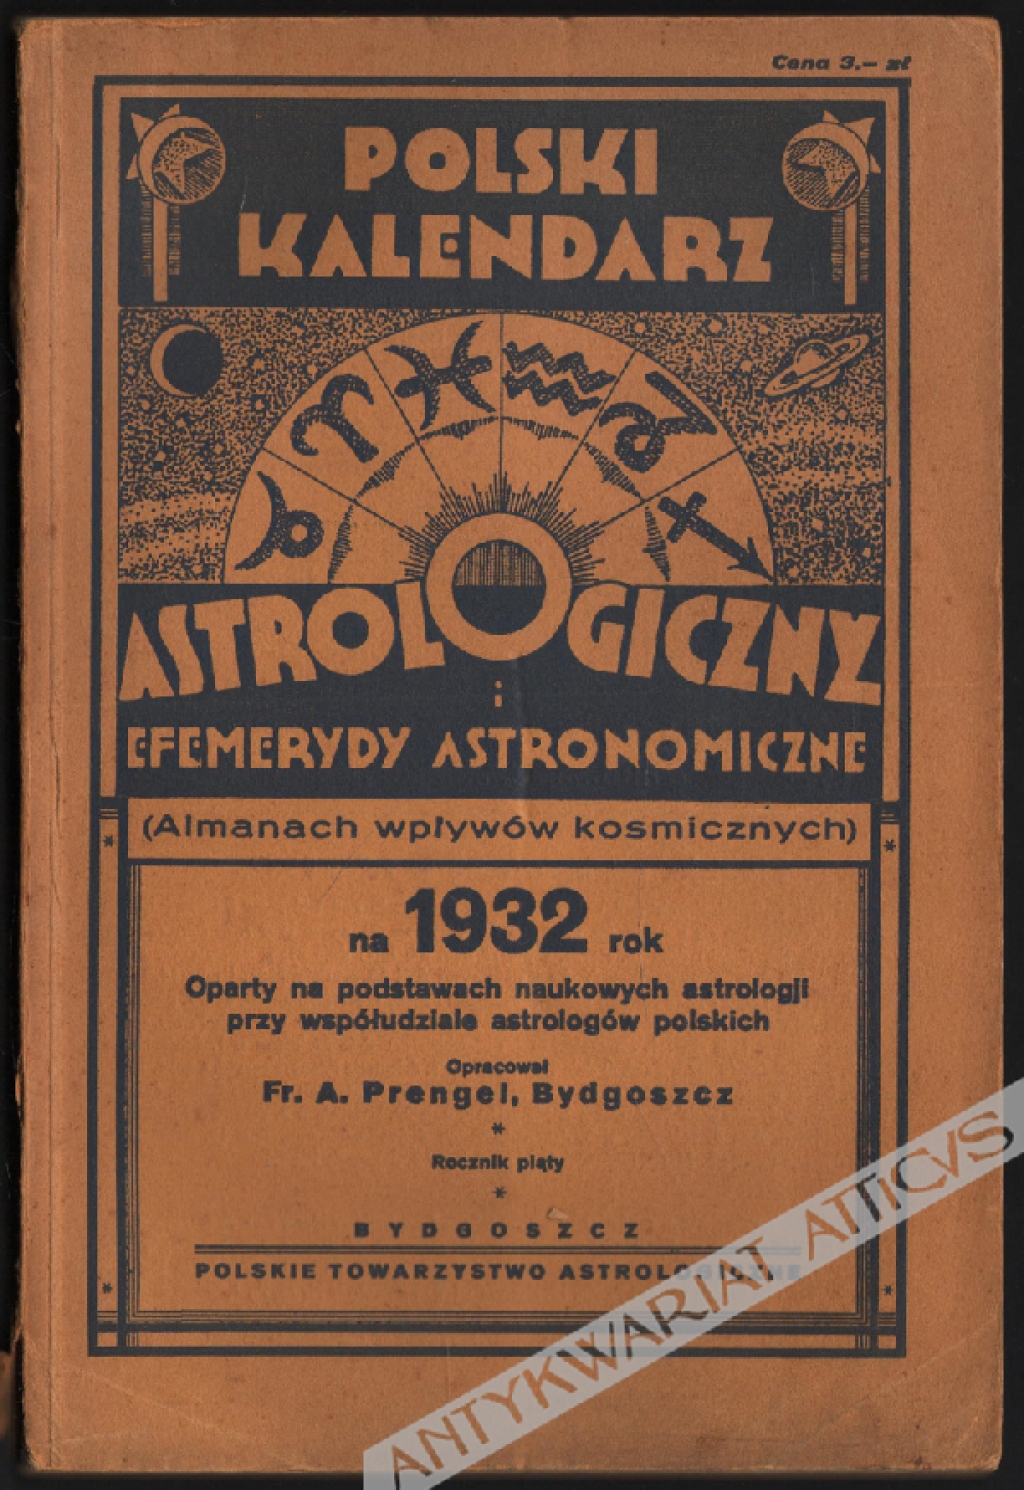 Cena 3.— zł
POLSKI
KALENDARZ
ASTROLOGICZNY
i
EFEMERYDY ASTRONOMICZNE
(Almanach wpływów kosmicznych)
na 1932 rok
Oparty na podstawach naukowych astrologji
przy współudziale astrologów polskich
Opracował
Fr. A. Prengel, Bydgoszcz
*
Rocznik piąty
*
BYDGOSZCZ
POLSKIE TOWARZYSTWO ASTROLOGICZNE
ANTYKWARIAT ATTICVS